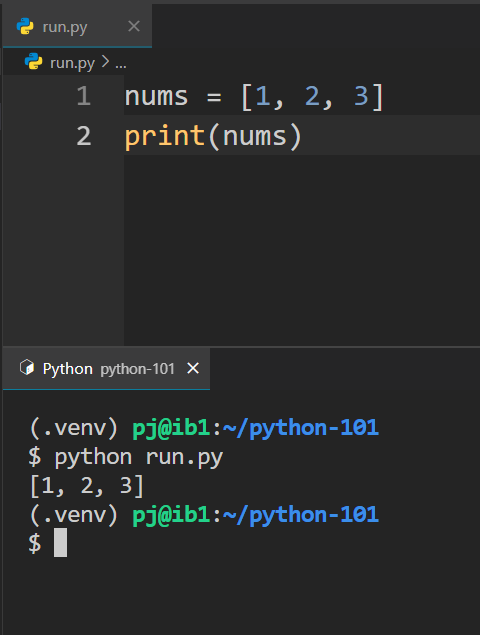 run.py
run.py > ...
1 nums = [1, 2, 3]
2 print(nums)
Python python-101
(.venv) pj@ib1:~/python-101
$ python run.py
[1, 2, 3]
(.venv) pj@ib1:~/python-101
$